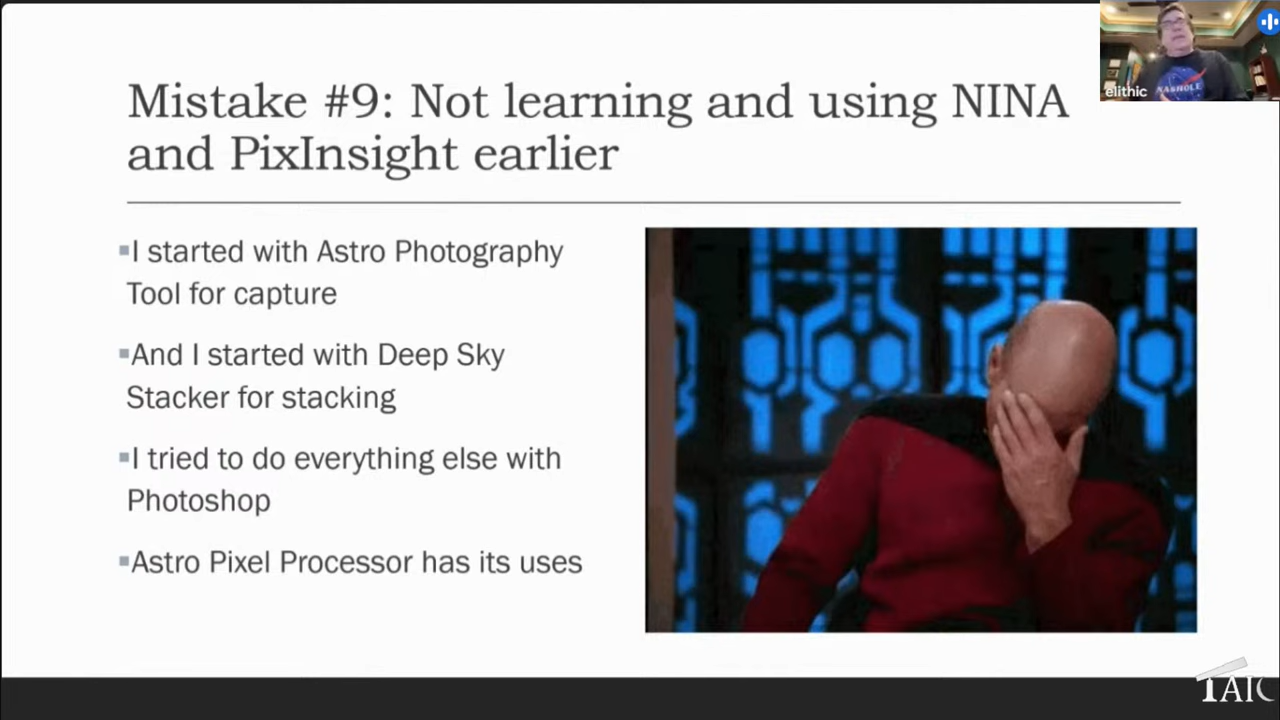 Mistake #9: Not learning and using NINA
and PixInsight earlier
▪I started with Astro Photography
Tool for capture
▪And I started with Deep Sky
Stacker for stacking
▪I tried to do everything else with
Photoshop
▪Astro Pixel Processor has its uses
elithic
NASHOLE
TAIC